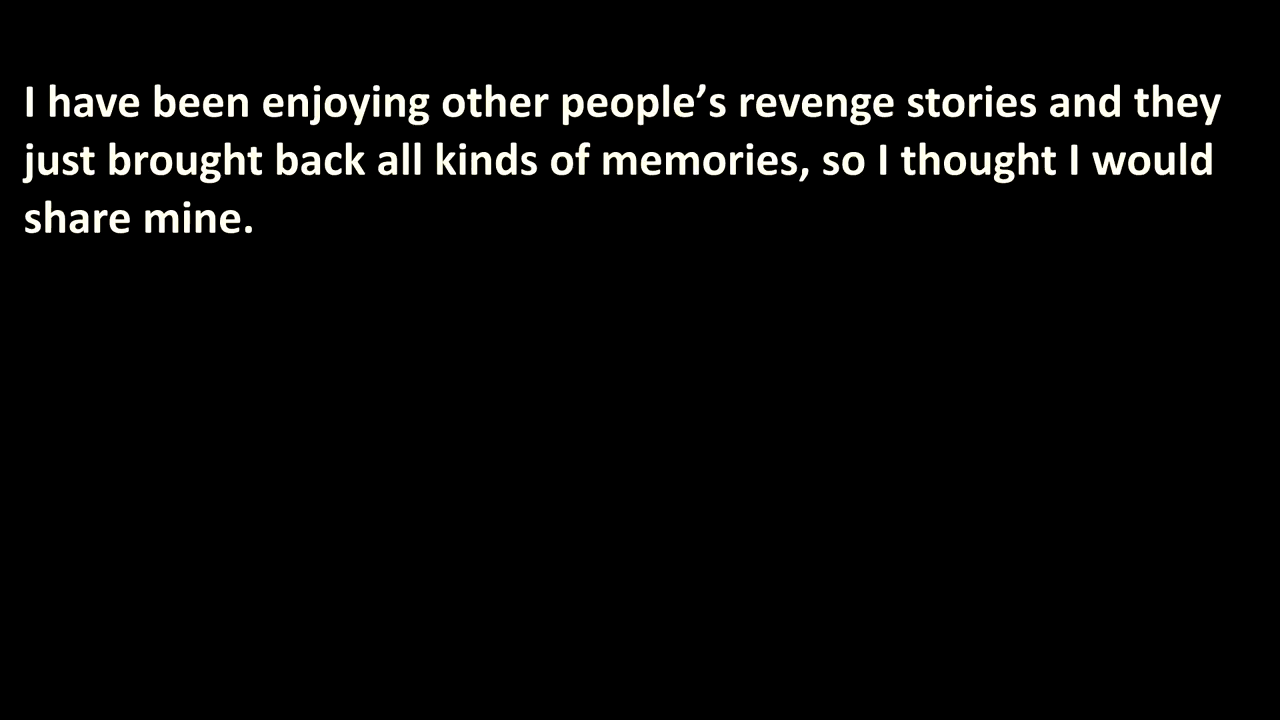 I have been enjoying other people’s revenge stories and they
just brought back all kinds of memories, so I thought I would
share mine.